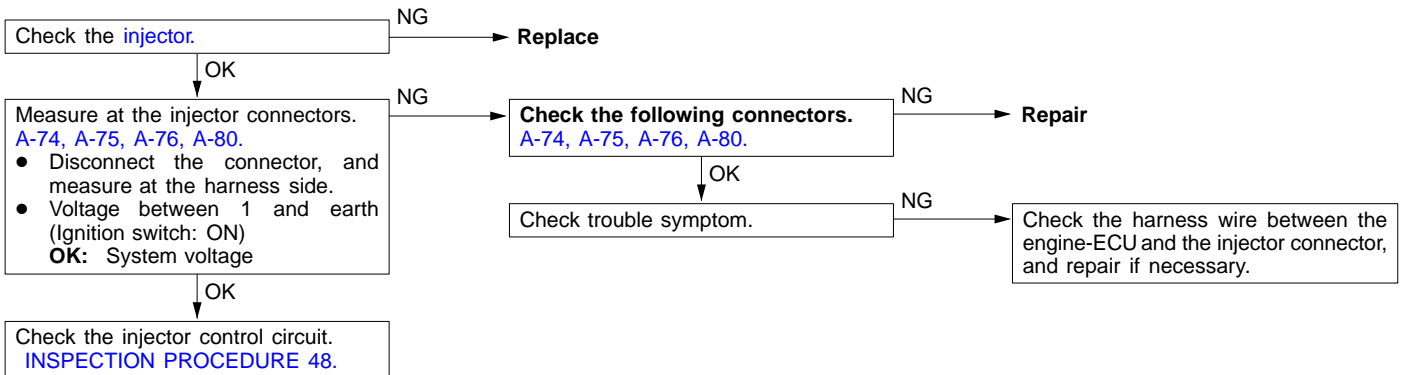 Check the injector.
NG
Replace
OK
Measure at the injector connectors.
A-74, A-75, A-76, A-80.
● Disconnect the connector, and
measure at the harness side.
● Voltage between 1 and earth
(Ignition switch: ON)
OK: System voltage
NG
Check the following connectors.
A-74, A-75, A-76, A-80.
NG
Repair
OK
Check trouble symptom.
NG
Check the harness wire between the
engine-ECU and the injector connector,
and repair if necessary.
OK
Check the injector control circuit.
INSPECTION PROCEDURE 48.